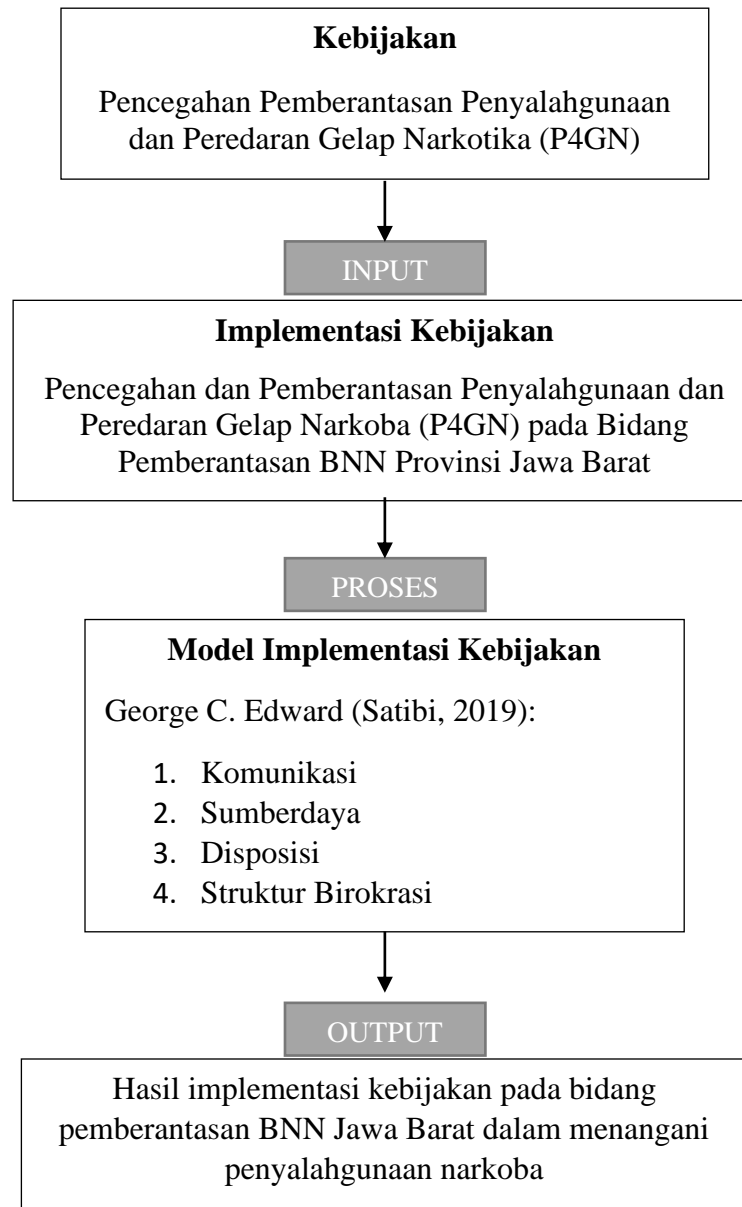 Kebijakan
Pencegahan Pemberantasan Penyalahgunaan
dan Peredaran Gelap Narkotika (P4GN)
INPUT
Implementasi Kebijakan
Pencegahan dan Pemberantasan Penyalahgunaan dan
Peredaran Gelap Narkoba (P4GN) pada Bidang
Pemberantasan BNN Provinsi Jawa Barat
PROSES
Model Implementasi Kebijakan
George C. Edward (Satibi, 2019):
1. Komunikasi
2. Sumberdaya
3. Disposisi
4. Struktur Birokrasi
OUTPUT
Hasil implementasi kebijakan pada bidang
pemberantasan BNN Jawa Barat dalam menangani
penyalahgunaan narkoba